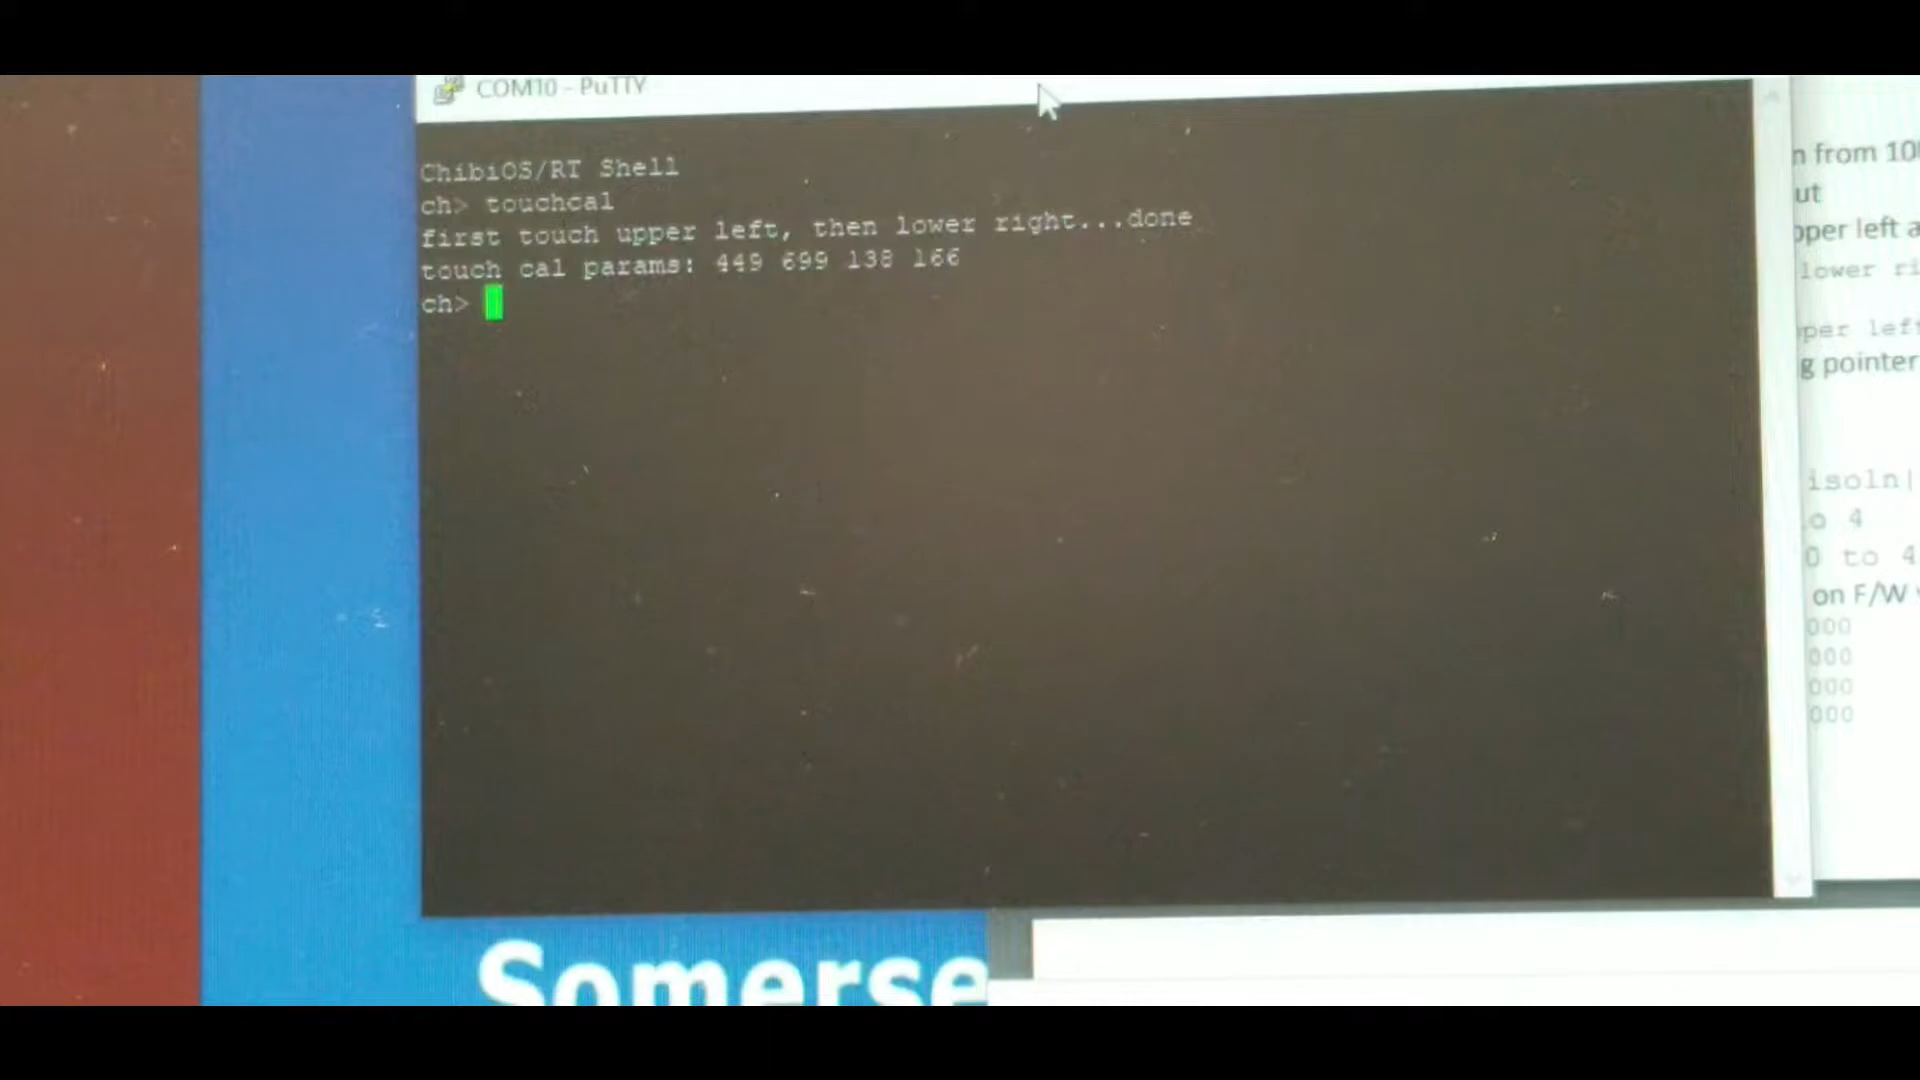 COM10 - PuTTY
ChibiOS/RT Shell
ch> touchcal
first touch upper left, then lower right...done
touch cal params: 449 699 138 166
ch>
n from 10
ut
pper left a
lower ri
per left
g pointer
isoln|
o 4
0 to 4
on F/W
000
000
000
000
Somerse